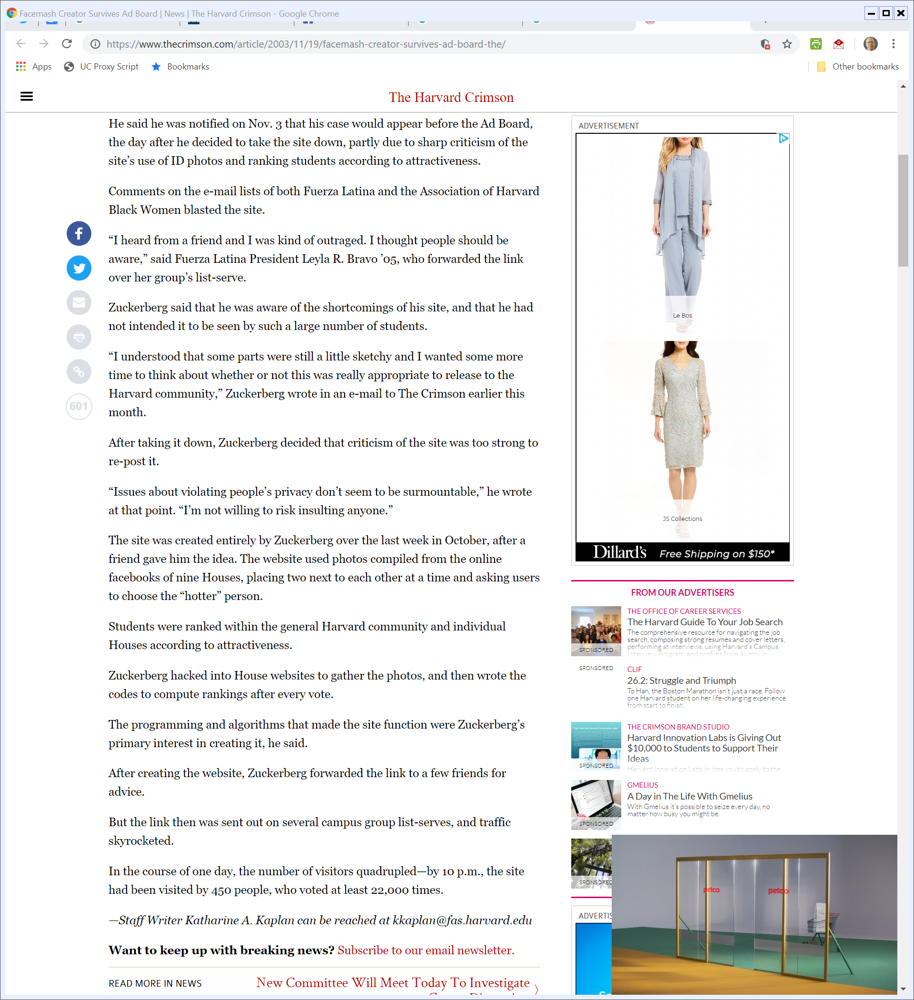 Facemash Creator Survives Ad Board | News | The Harvard Crimson - Google Chrome
https://www.thecrimson.com/article/2003/11/19/facemash-creator-survives-ad-board-the/
Apps
UC Proxy Script
Bookmarks
Other bookmarks
The Harvard Crimson
He said he was notified on Nov. 3 that his case would appear before the Ad Board,
the day after he decided to take the site down, partly due to sharp criticism of the
site’s use of ID photos and ranking students according to attractiveness.
Comments on the e-mail lists of both Fuerza Latina and the Association of Harvard
Black Women blasted the site.
“I heard from a friend and I was kind of outraged. I thought people should be
aware,” said Fuerza Latina President Leyla R. Bravo ’05, who forwarded the link
over her group’s list-serve.
Zuckerberg said that he was aware of the shortcomings of his site, and that he had
not intended it to be seen by such a large number of students.
“I understood that some parts were still a little sketchy and I wanted some more
time to think about whether or not this was really appropriate to release to the
Harvard community,” Zuckerberg wrote in an e-mail to The Crimson earlier this
month.
601
After taking it down, Zuckerberg decided that criticism of the site was too strong to
re-post it.
“Issues about violating people’s privacy don’t seem to be surmountable,” he wrote
at that point. “I’m not willing to risk insulting anyone.”
The site was created entirely by Zuckerberg over the last week in October, after a
friend gave him the idea. The website used photos compiled from the online
facebooks of nine Houses, placing two next to each other at a time and asking users
to choose the “hotter” person.
Students were ranked within the general Harvard community and individual
Houses according to attractiveness.
Zuckerberg hacked into House websites to gather the photos, and then wrote the
codes to compute rankings after every vote.
The programming and algorithms that made the site function were Zuckerberg’s
primary interest in creating it, he said.
After creating the website, Zuckerberg forwarded the link to a few friends for
advice.
But the link then was sent out on several campus group list-serves, and traffic
skyrocketed.
In the course of one day, the number of visitors quadrupled—by 10 p.m., the site
had been visited by 450 people, who voted at least 22,000 times.
—Staff Writer Katharine A. Kaplan can be reached at kkaplan@fas.harvard.edu
Want to keep up with breaking news? Subscribe to our email newsletter.
READ MORE IN NEWS
New Committee Will Meet Today To Investigate
ADVERTISEMENT
Le Bos
JS Collections
Dillard's Free Shipping on $150*
FROM OUR ADVERTISERS
SPONSORED
THE OFFICE OF CAREER SERVICES
The Harvard Guide To Your Job Search
The comprehensive resource for navigating the job
search, composing strong resumes and cover letters,
performing at interviews, using Harvard's Campus
Interview Program, and profiles from alumni in
SPONSORED
CLIF
26.2: Struggle and Triumph
To Han, the Boston Marathon isn’t just a race. Follow
one Harvard student on her life-changing experience
from start to finish.
Tips from the Harvard Innovation Labs
SPONSORED
THE CRIMSON BRAND STUDIO
Harvard Innovation Labs is Giving Out
$10,000 to Students to Support Their
Ideas
Harvard Innovation Labs invites you to apply to the
SPONSORED
GMELIUS
A Day in The Life With Gmelius
With Gmelius it's possible to seize every day, no
matter how busy you might be.
SPONSORED
petco
petco
ADVERTIS